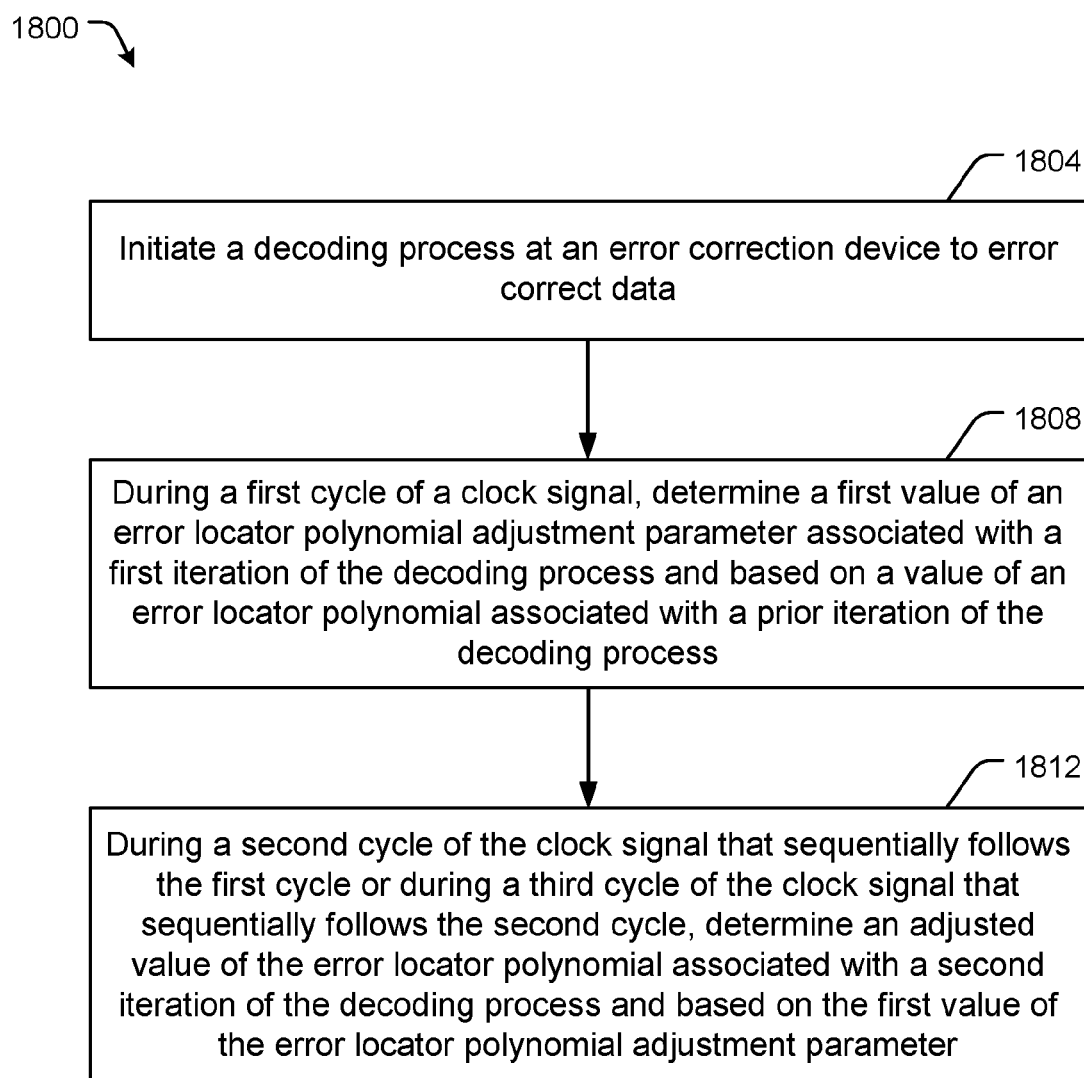 1800
1804
Initiate a decoding process at an error correction device to error
correct data
1808
During a first cycle of a clock signal, determine a first value of an
error locator polynomial adjustment parameter associated with a
first iteration of the decoding process and based on a value of an
error locator polynomial associated with a prior iteration of the
decoding process
1812
During a second cycle of the clock signal that sequentially follows
the first cycle or during a third cycle of the clock signal that
sequentially follows the second cycle, determine an adjusted
value of the error locator polynomial associated with a second
iteration of the decoding process and based on the first value of
the error locator polynomial adjustment parameter